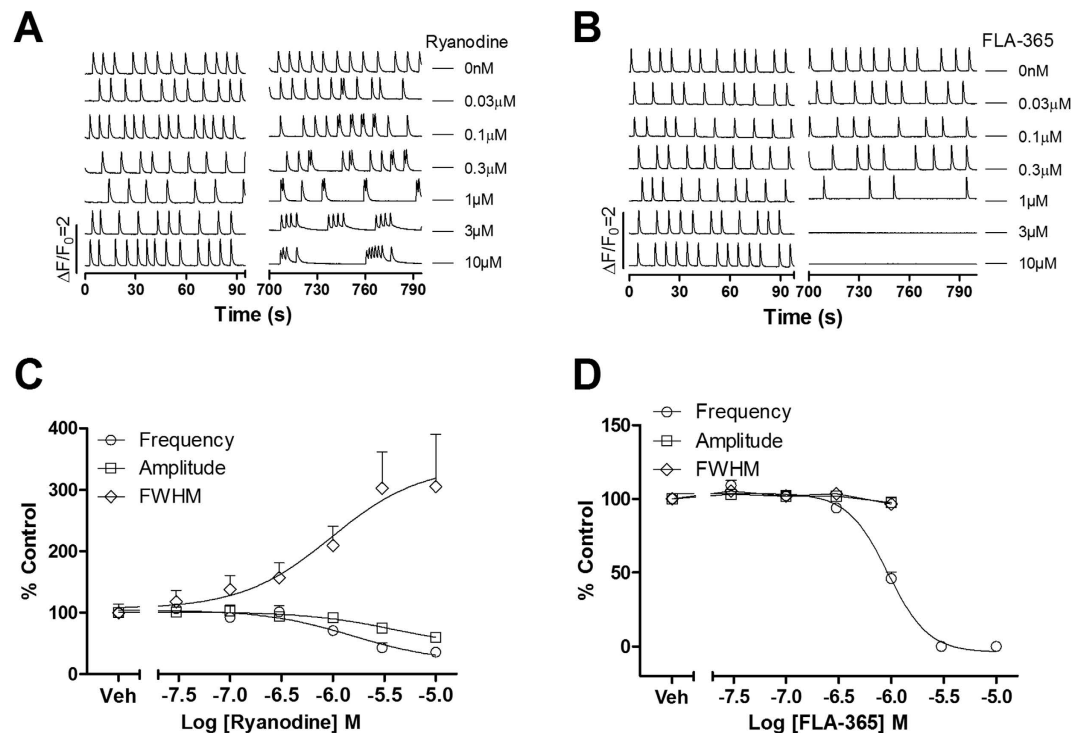 A
Ryanodine
0nM
0.03μM
0.1μM
0.3μM
1μM
3μM
10μM
ΔF/F0=2
0 30 60 90 700 730 760 790
Time (s)
B
FLA-365
0nM
0.03μM
0.1μM
0.3μM
1μM
3μM
10μM
ΔF/F0=2
0 30 60 90 700 730 760 790
Time (s)
C
Frequency
Amplitude
FWHM
% Control
400
300
200
100
0
Veh -7.5 -7.0 -6.5 -6.0 -5.5 -5.0
Log [Ryanodine] M
D
Frequency
Amplitude
FWHM
% Control
150
100
50
0
Veh -7.5 -7.0 -6.5 -6.0 -5.5 -5.0
Log [FLA-365] M